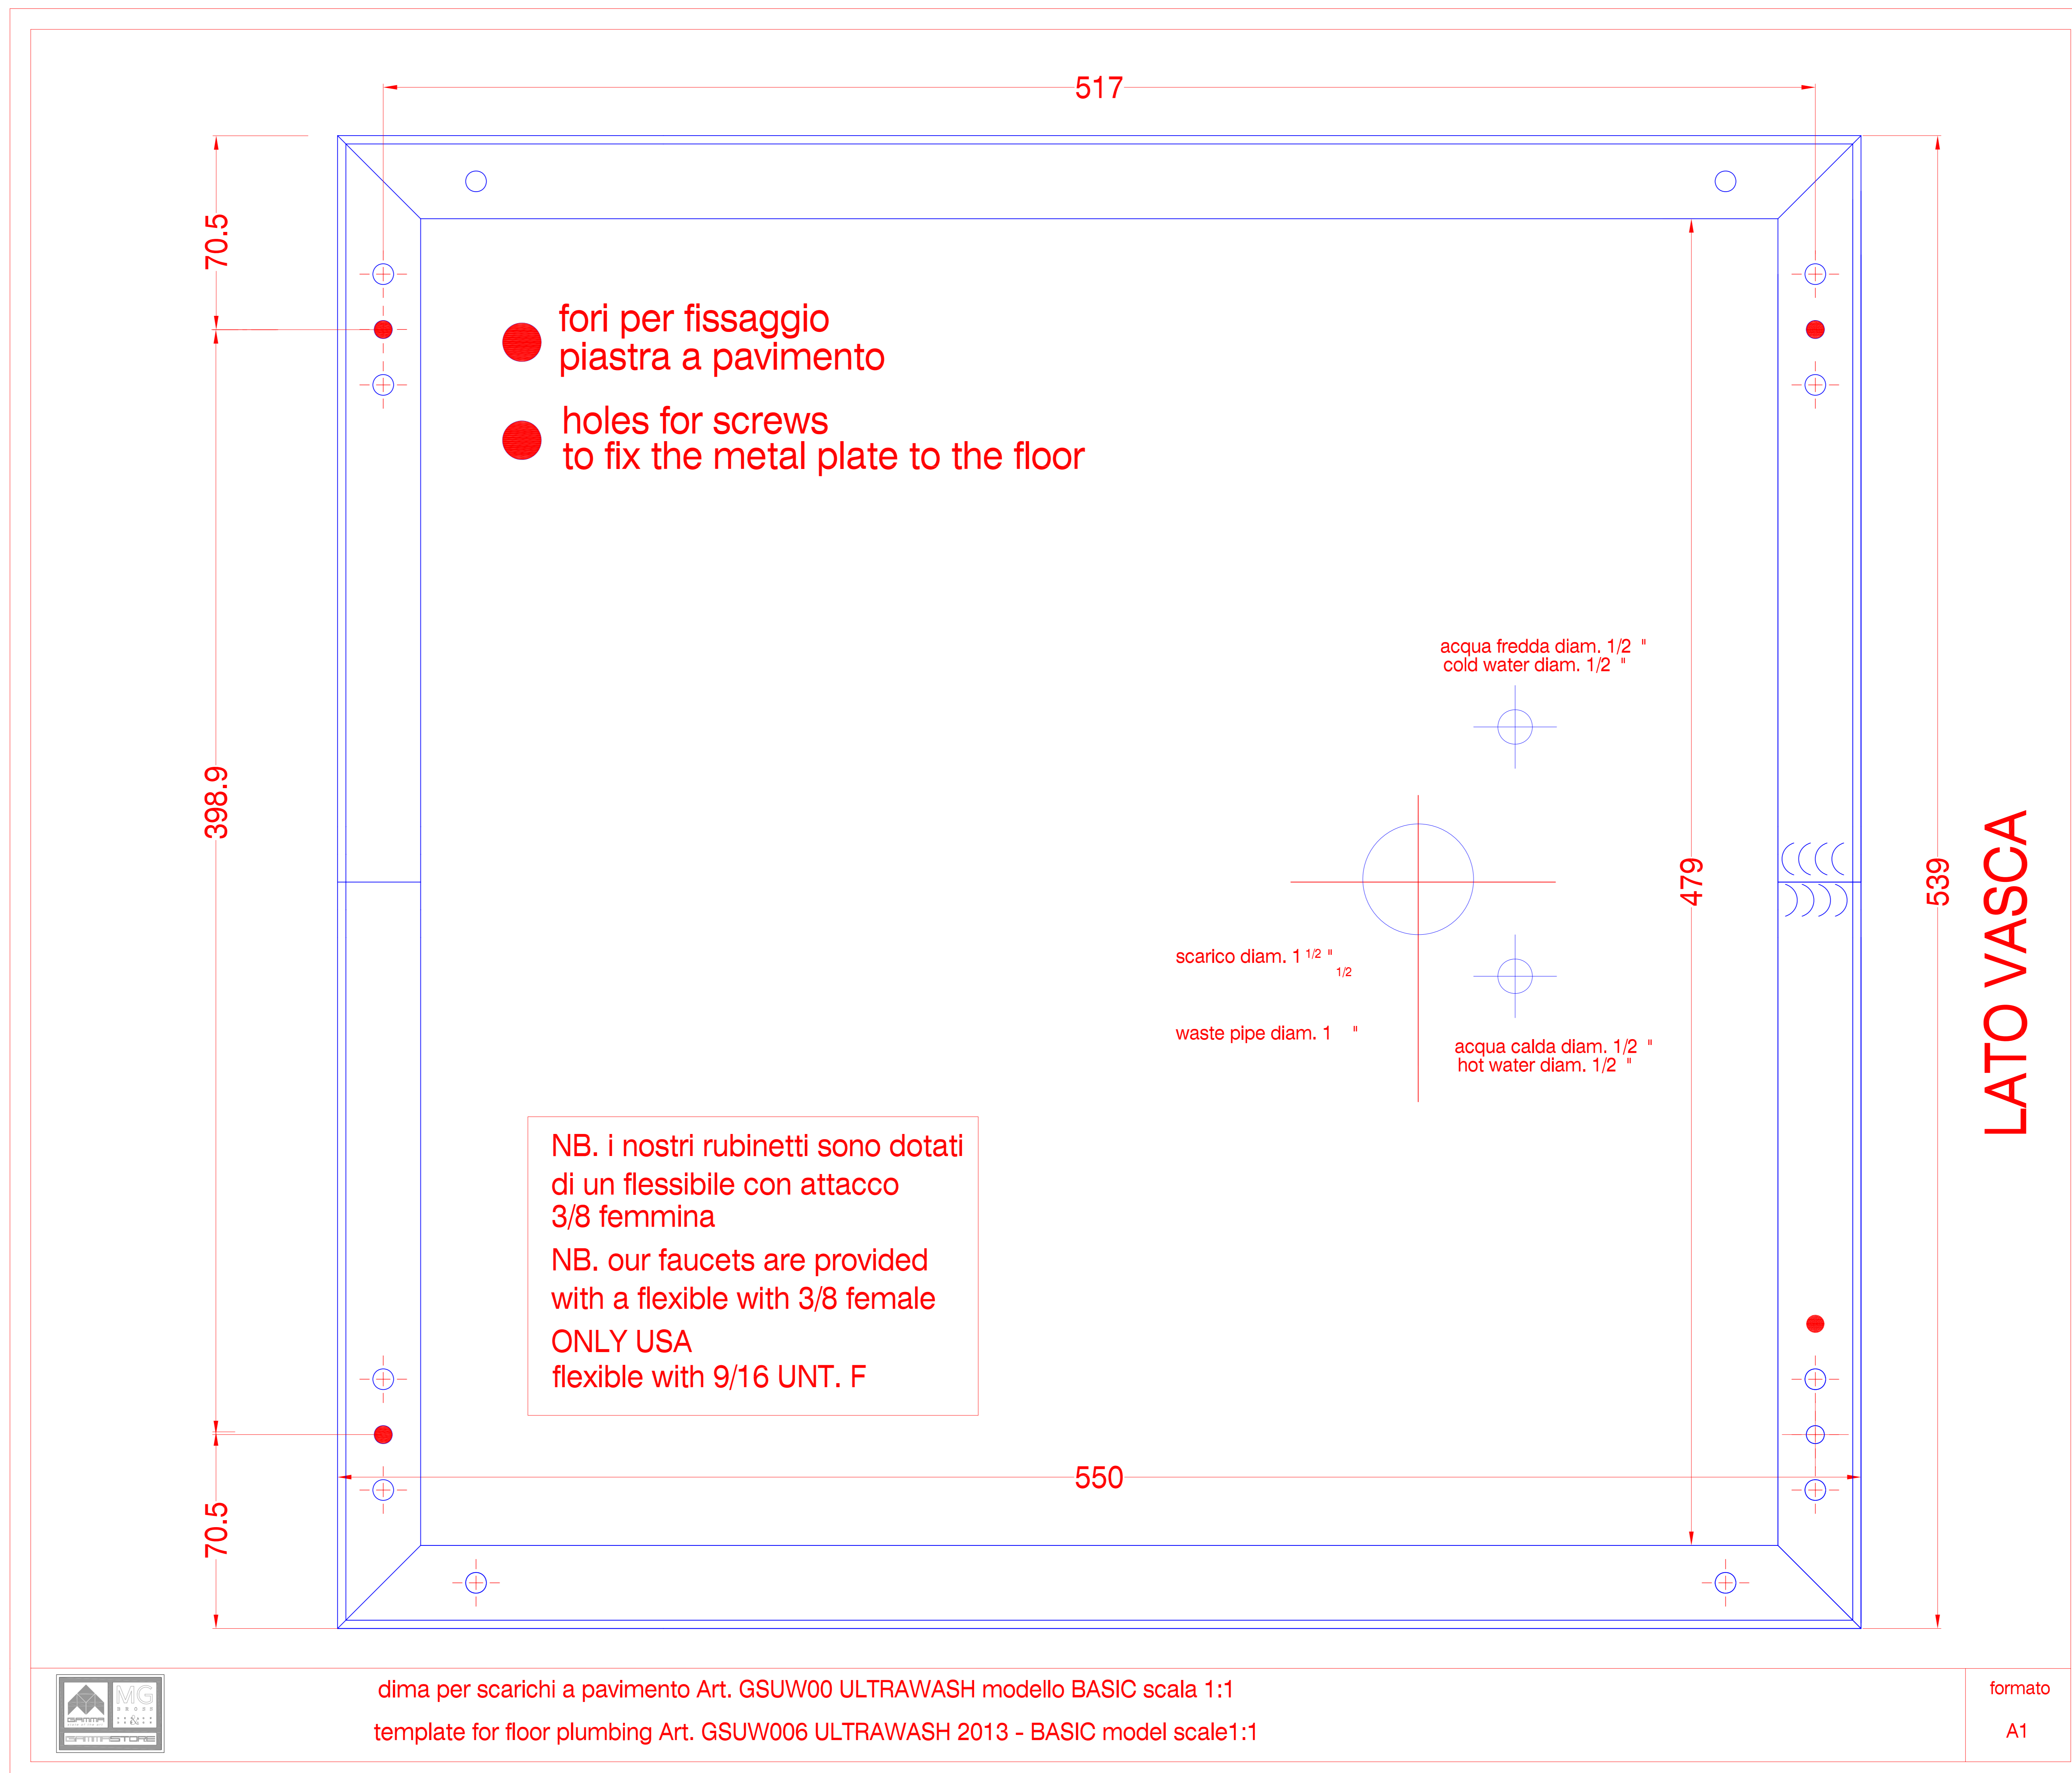 517
70.5
fori per fissaggio
piastra a pavimento
holes for screws
to fix the metal plate to the floor
acqua fredda diam. 1/2 "
cold water diam. 1/2 "
398.9
479
539
LATO VASCA
scarico diam. 1 1/2 "
1/2
waste pipe diam. 1 "
acqua calda diam. 1/2 "
hot water diam. 1/2 "
NB. i nostri rubinetti sono dotati
di un flessibile con attacco
3/8 femmina
NB. our faucets are provided
with a flexible with 3/8 female
ONLY USA
flexible with 9/16 UNT. F
550
70.5
MG
BROSS
GAMMA
&
GAMMASTORE
dima per scarichi a pavimento Art. GSUW00 ULTRAWASH modello BASIC scala 1:1
template for floor plumbing Art. GSUW006 ULTRAWASH 2013 - BASIC model scale1:1
formato
A1